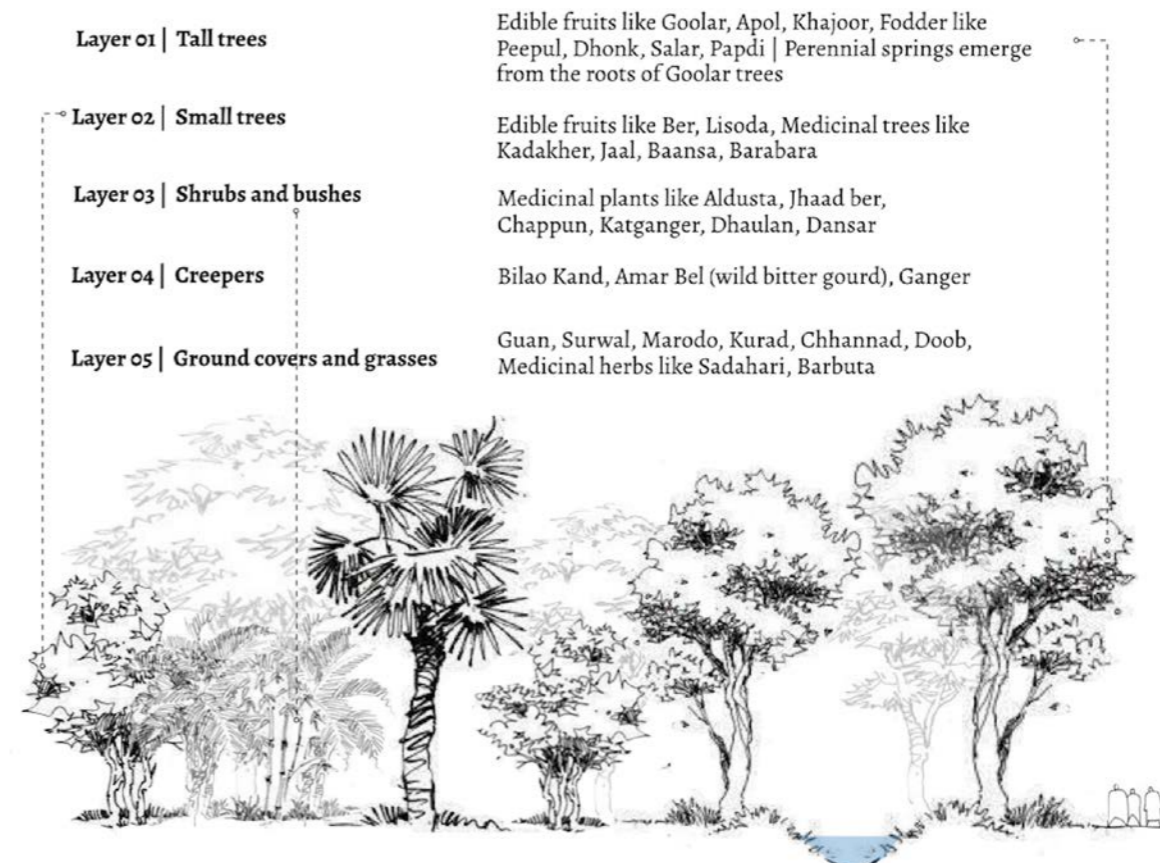 Layer 01 | Tall trees
Edible fruits like Goolar, Apol, Khajoor, Fodder like
Peepul, Dhonk, Salar, Papdi | Perennial springs emerge
from the roots of Goolar trees
Layer 02 | Small trees
Edible fruits like Ber, Lisoda, Medicinal trees like
Kadakher, Jaal, Baansa, Barabara
Layer 03 | Shrubs and bushes
Medicinal plants like Aldusta, Jhaad ber,
Chappun, Katganger, Dhaulan, Dansar
Layer 04 | Creepers
Bilao Kand, Amar Bel (wild bitter gourd), Ganger
Layer 05 | Ground covers and grasses
Guan, Surwal, Marodo, Kurad, Chhannad, Doob,
Medicinal herbs like Sadahari, Barbuta